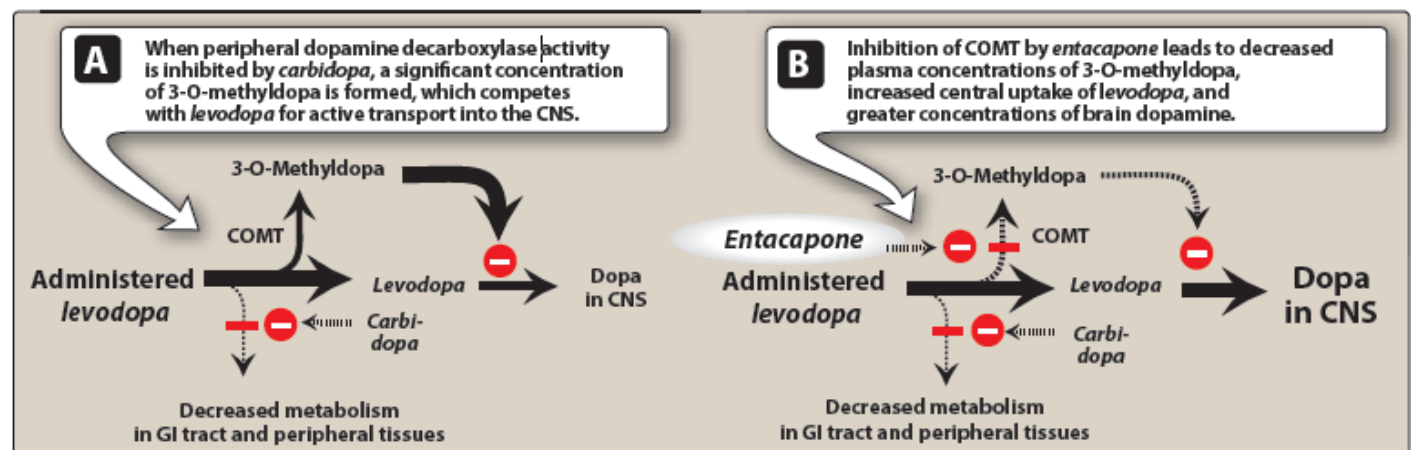 A
When peripheral dopamine decarboxylase activity
is inhibited by carbidopa, a significant concentration
of 3-O-methyldopa is formed, which competes
with levodopa for active transport into the CNS.
3-O-Methyldopa
COMT
Administered
levodopa
Levodopa
Dopa
in CNS
Carbi-
dopa
Decreased metabolism
in GI tract and peripheral tissues
B
Inhibition of COMT by entacapone leads to decreased
plasma concentrations of 3-O-methyldopa,
increased central uptake of levodopa, and
greater concentrations of brain dopamine.
3-O-Methyldopa
Entacapone
COMT
Administered
levodopa
Levodopa
Dopa
in CNS
Carbi-
dopa
Decreased metabolism
in GI tract and peripheral tissues